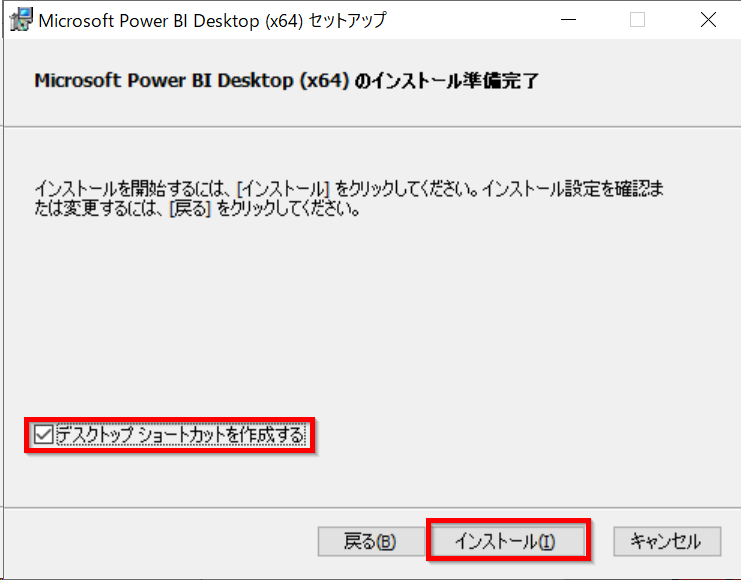 Microsoft Power BI Desktop (x64) セットアップ
Microsoft Power BI Desktop (x64) のインストール準備完了
インストールを開始するには、[インストール] をクリックしてください。インストール設定を確認ま
たは変更するには、[戻る] をクリックしてください。
デスクトップ ショートカットを作成する
戻る(B)
インストール(I)
キャンセル